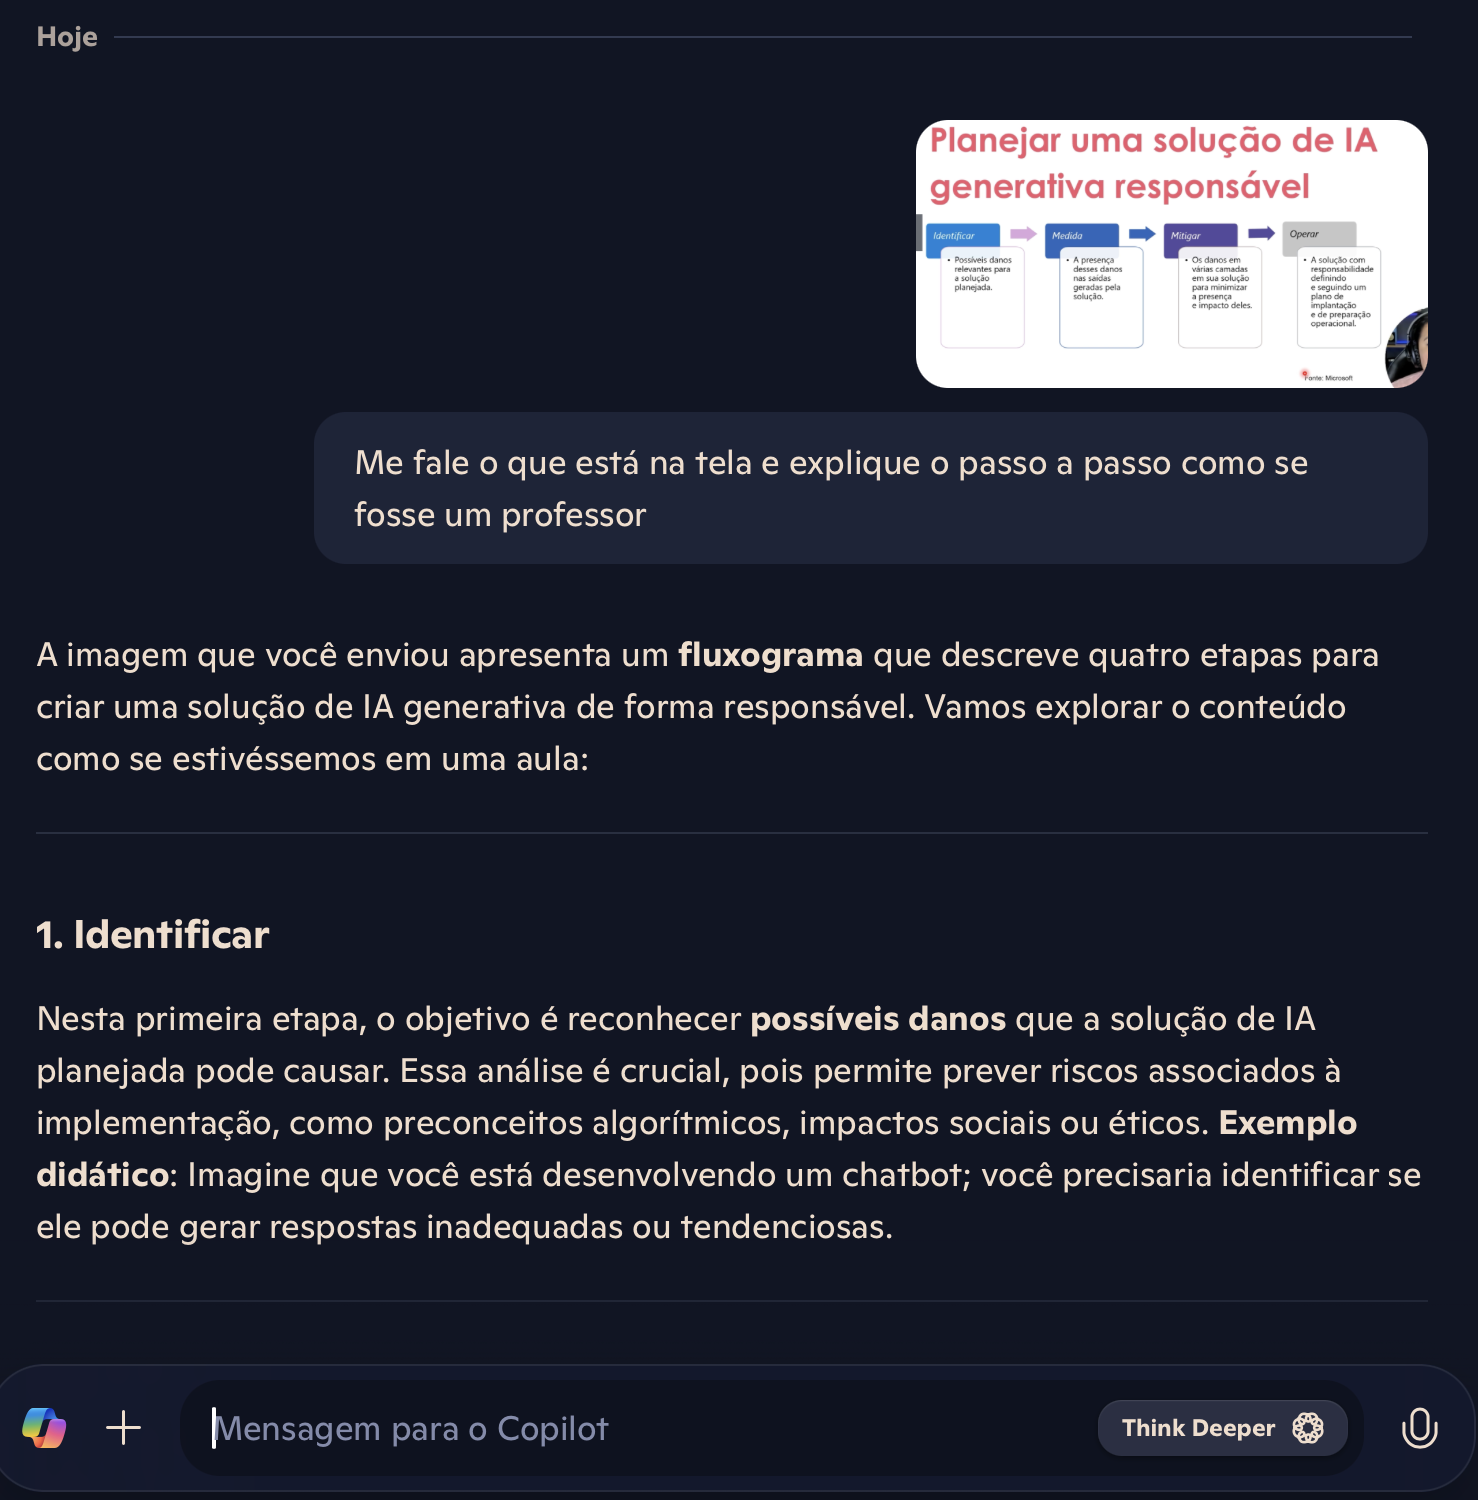 Hoje
Planejar uma solução de IA
generativa responsável
Identificar
• Possíveis danos
relevantes para
a solução
planejada.
Medida
• A presença
desses danos
nas saídas
geradas pela
solução.
Mitigar
• Os danos em
várias camadas
em sua solução
para minimizar
a presença
e impacto deles.
Operar
• A solução com
responsabilidade
definindo
e seguindo um
plano de
implantação
e de preparação
operacional.
Fonte: Microsoft
Me fale o que está na tela e explique o passo a passo como se
fosse um professor
A imagem que você enviou apresenta um fluxograma que descreve quatro etapas para
criar uma solução de IA generativa de forma responsável. Vamos explorar o conteúdo
como se estivéssemos em uma aula:
1. Identificar
Nesta primeira etapa, o objetivo é reconhecer possíveis danos que a solução de IA
planejada pode causar. Essa análise é crucial, pois permite prever riscos associados à
implementação, como preconceitos algorítmicos, impactos sociais ou éticos. Exemplo
didático: Imagine que você está desenvolvendo um chatbot; você precisaria identificar se
ele pode gerar respostas inadequadas ou tendenciosas.
Mensagem para o Copilot
Think Deeper